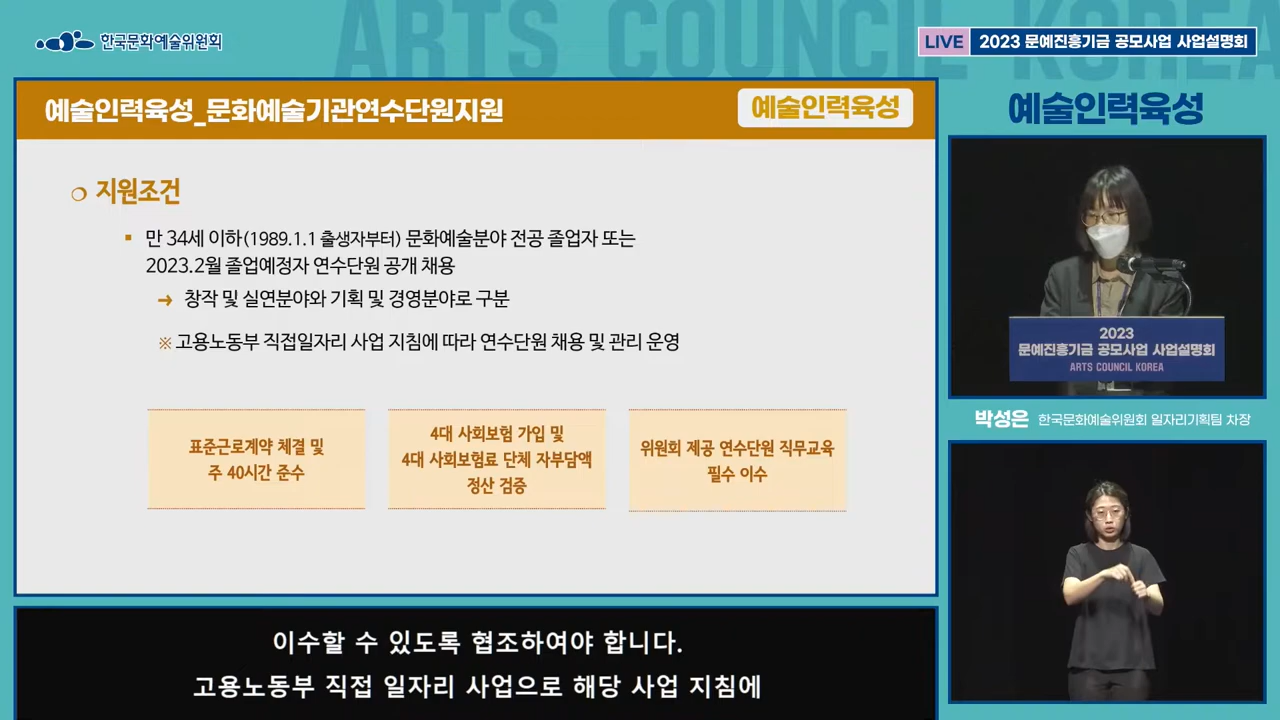 ARTS COUNCIL KOREA
한국문화예술위원회
LIVE 2023 문예진흥기금 공모사업 사업설명회
예술인력육성_문화예술기관연수단원지원
예술인력육성
예술인력육성
❍ 지원조건
▪ 만 34세 이하(1989.1.1 출생자부터) 문화예술분야 전공 졸업자 또는
2023.2월 졸업예정자 연수단원 공개 채용
➜ 창작 및 실연분야와 기획 및 경영분야로 구분
※ 고용노동부 직접일자리 사업 지침에 따라 연수단원 채용 및 관리 운영
표준근로계약 체결 및
주 40시간 준수
4대 사회보험 가입 및
4대 사회보험료 단체 자부담액
정산 검증
위원회 제공 연수단원 직무교육
필수 이수
2023
문예진흥기금 공모사업 사업설명회
ARTS COUNCIL KOREA
박성은 한국문화예술위원회 일자리기획팀 차장
이수할 수 있도록 협조하여야 합니다.
고용노동부 직접 일자리 사업으로 해당 사업 지침에